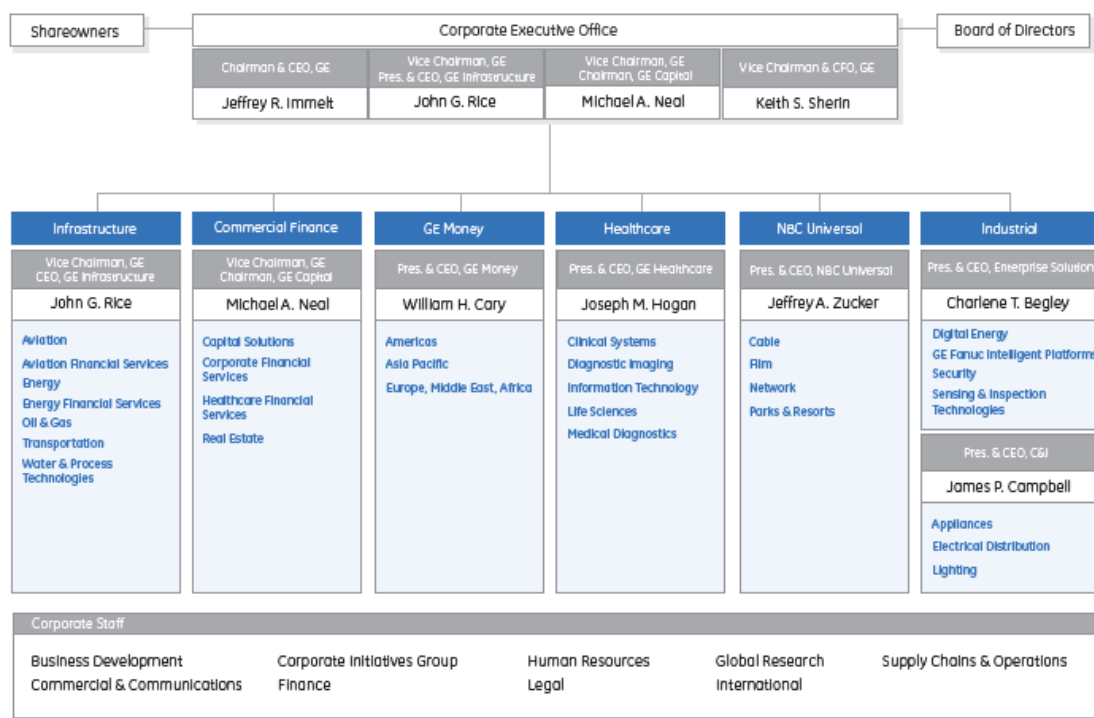 Shareowners
Corporate Executive Office
Board of Directors
Chairman & CEO, GE
Jeffrey R. Immelt
Vice Chairman, GE
Pres. & CEO, GE Infrastructure
John G. Rice
Vice Chairman, GE
Chairman, GE Capital
Michael A. Neal
Vice Chairman & CFO, GE
Keith S. Sherin
Infrastructure
Vice Chairman, GE
CEO, GE Infrastructure
John G. Rice
Aviation
Aviation Financial Services
Energy
Energy Financial Services
Oil & Gas
Transportation
Water & Process
Technologies
Commercial Finance
Vice Chairman, GE
Chairman, GE Capital
Michael A. Neal
Capital Solutions
Corporate Financial
Services
Healthcare Financial
Services
Real Estate
GE Money
Pres. & CEO, GE Money
William H. Cary
Americas
Asia Pacific
Europe, Middle East, Africa
Healthcare
Pres. & CEO, GE Healthcare
Joseph M. Hogan
Clinical Systems
Diagnostic Imaging
Information Technology
Life Sciences
Medical Diagnostics
NBC Universal
Pres. & CEO, NBC Universal
Jeffrey A. Zucker
Cable
Film
Network
Parks & Resorts
Industrial
Pres. & CEO, Enterprise Solution
Charlene T. Begley
Digital Energy
GE Fanuc Intelligent Platforms
Security
Sensing & Inspection
Technologies
Pres. & CEO, C&I
James P. Campbell
Appliances
Electrical Distribution
Lighting
Corporate Staff
Business Development
Commercial & Communications
Corporate Initiatives Group
Finance
Human Resources
Legal
Global Research
International
Supply Chains & Operations